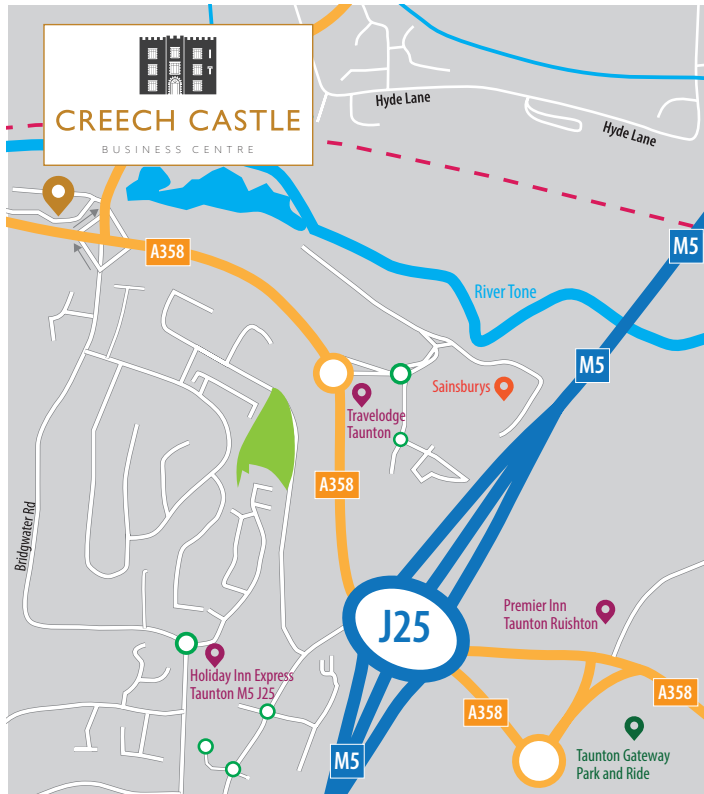 I
I T
CREECH CASTLE
BUSINESS CENTRE
Hyde Lane
Hyde Lane
M5
A358
River Tone
M5
Sainsburys
Travelodge
Taunton
A358
Bridgwater Rd
Premier Inn
Taunton Ruishton
J25
Holiday Inn Express
Taunton M5 J25
A358
A358
M5
Taunton Gateway
Park and Ride